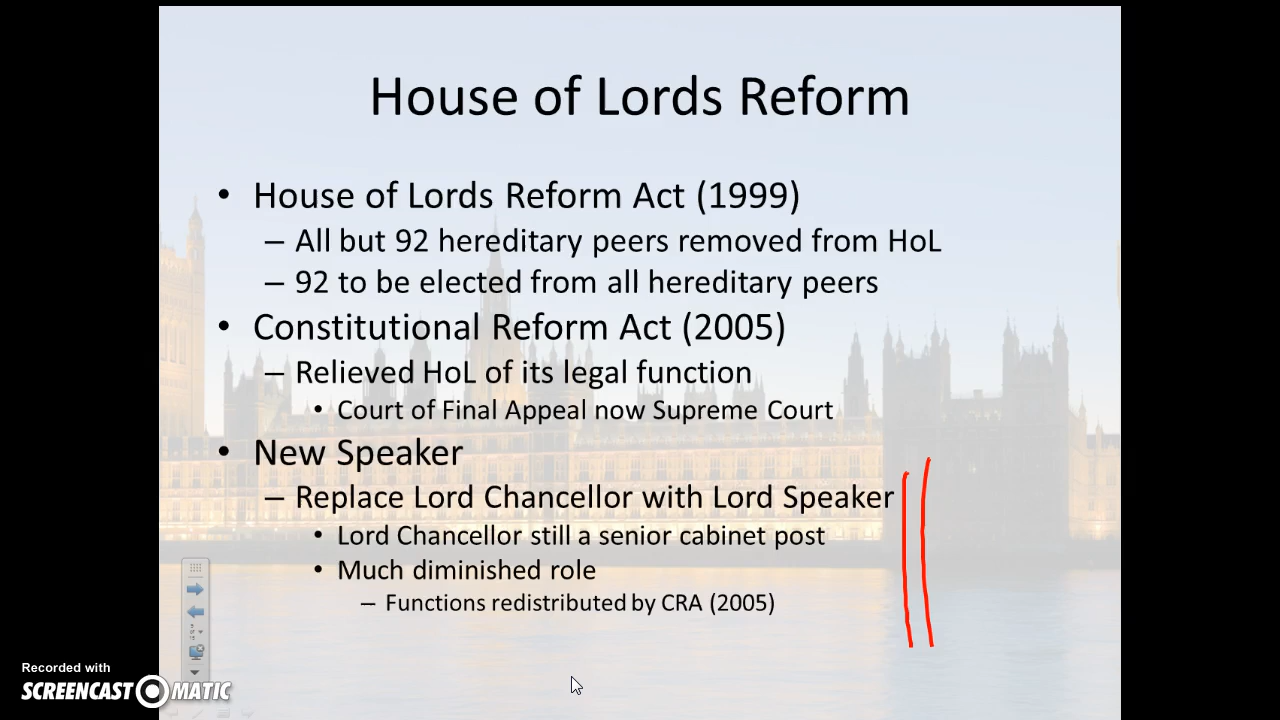 House of Lords Reform
• House of Lords Reform Act (1999)
– All but 92 hereditary peers removed from HoL
– 92 to be elected from all hereditary peers
• Constitutional Reform Act (2005)
– Relieved HoL of its legal function
• Court of Final Appeal now Supreme Court
• New Speaker
– Replace Lord Chancellor with Lord Speaker
• Lord Chancellor still a senior cabinet post
• Much diminished role
– Functions redistributed by CRA (2005)
Recorded with
SCREENCAST MATIC